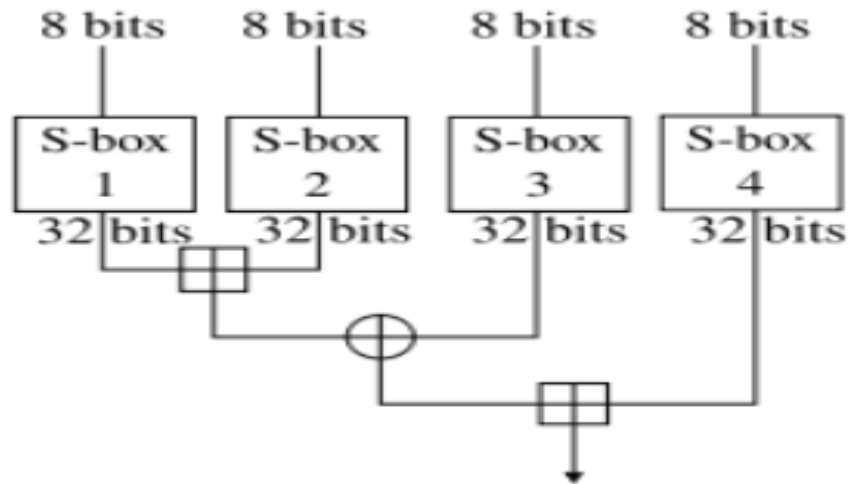 8 bits 8 bits 8 bits 8 bits
S-box S-box S-box S-box
1 2 3 4
32 bits 32 bits 32 bits 32 bits